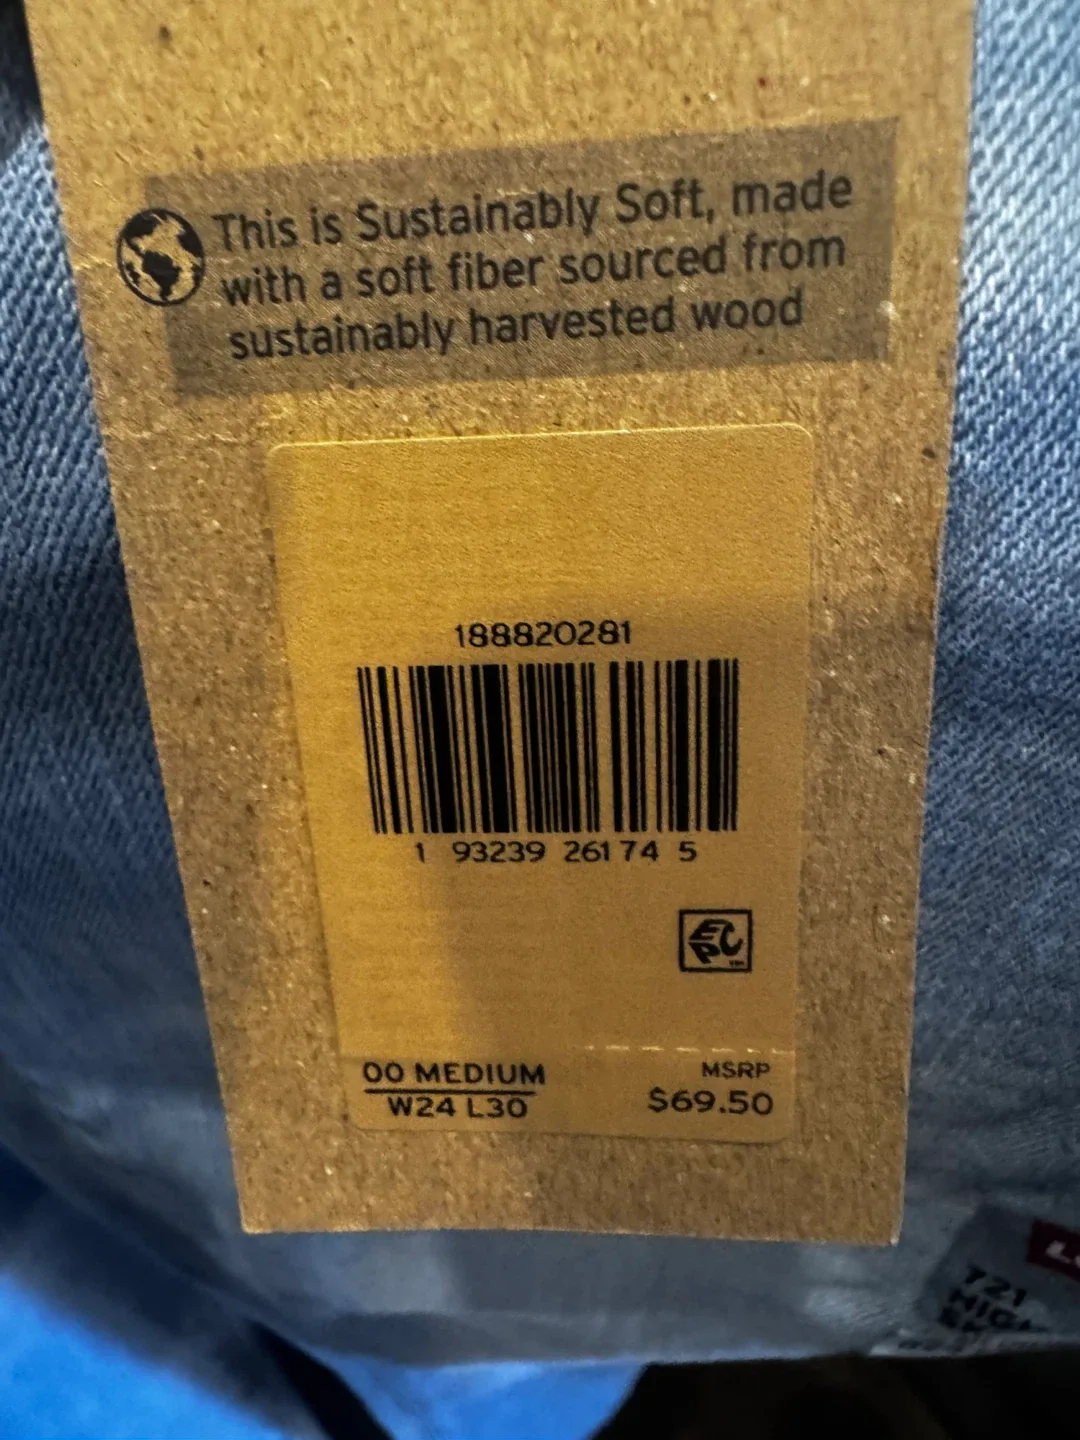 This is Sustainably Soft, made
with a soft fiber sourced from
sustainably harvested wood
188820281
1 93239 26174 5
EPC
00 MEDIUM
W24 L30
MSRP
$69.50
721